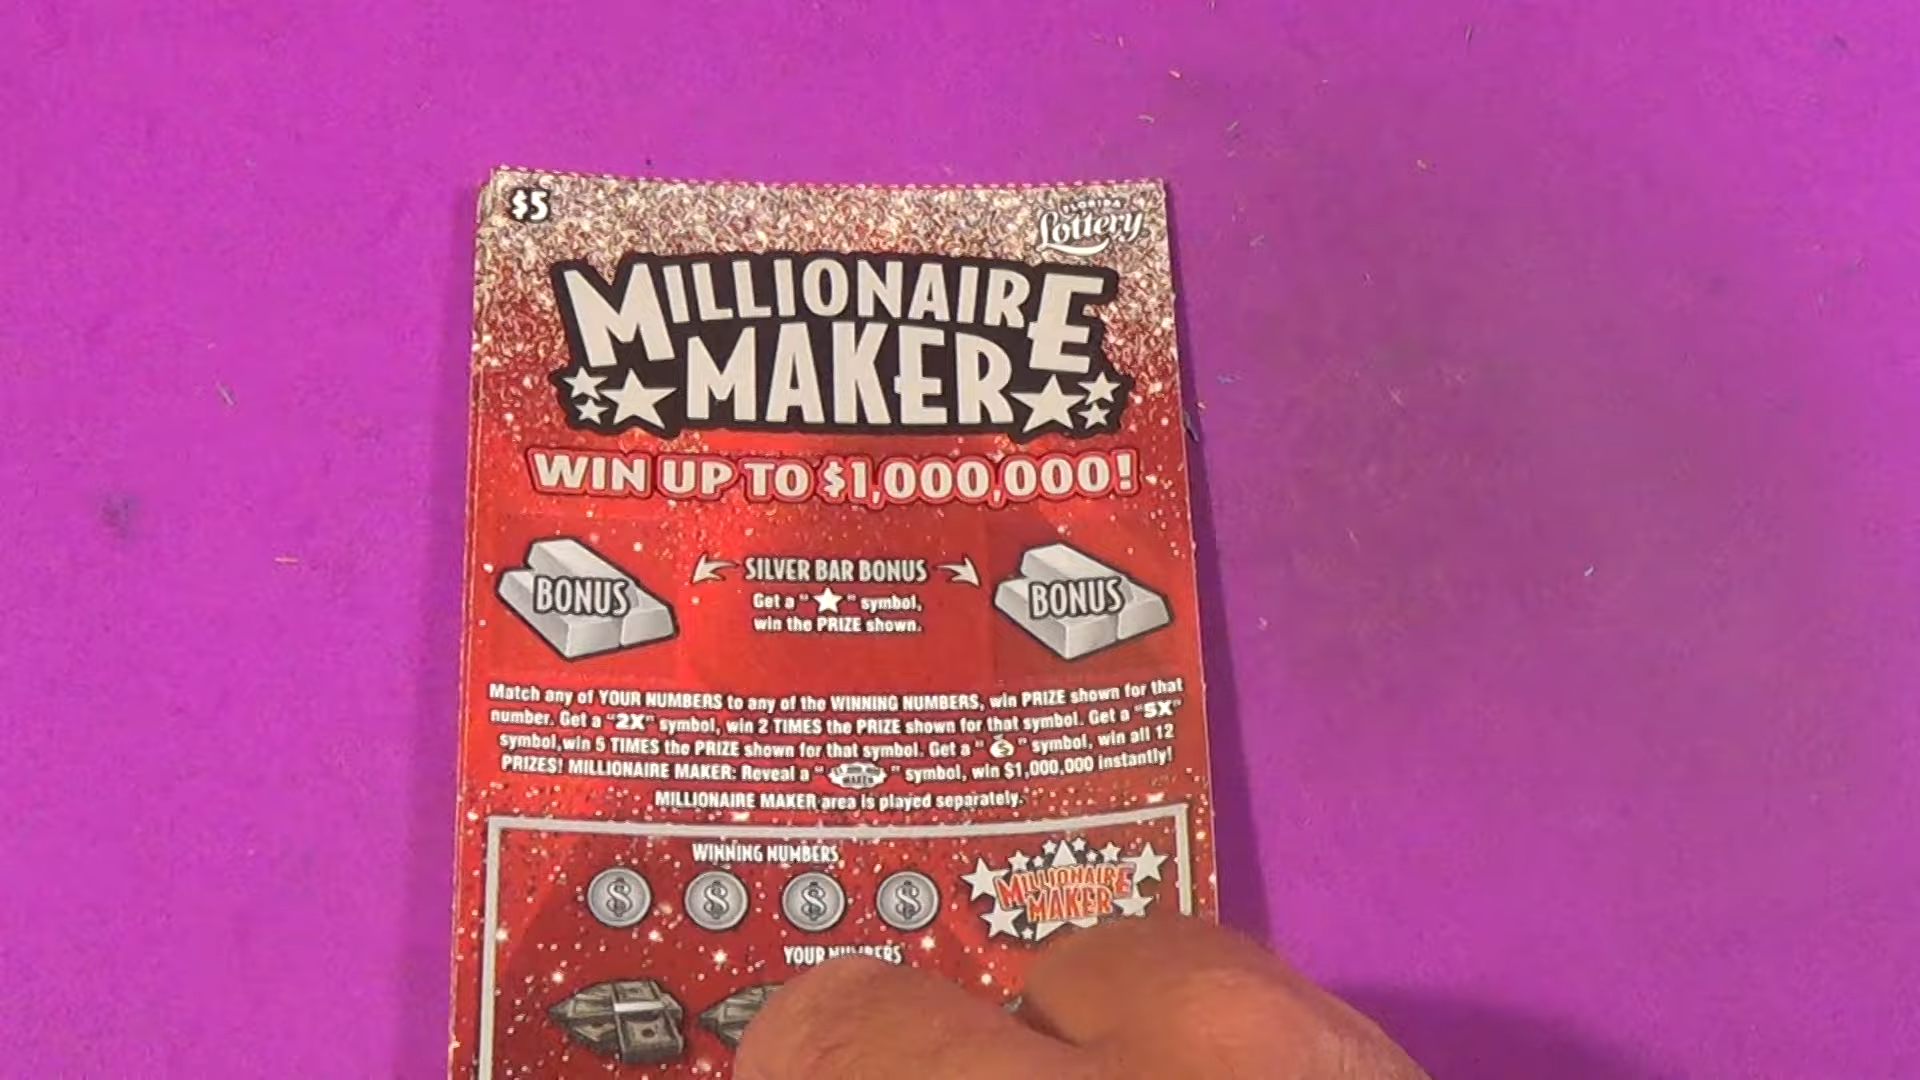 $5
FLORIDA
Lottery
MILLIONAIRE
MAKER
WIN UP TO $1,000,000!
BONUS
SILVER BAR BONUS
Get a "★" symbol,
win the PRIZE shown.
BONUS
Match any of YOUR NUMBERS to any of the WINNING NUMBERS, win PRIZE shown for that
number. Get a "2X" symbol, win 2 TIMES the PRIZE shown for that symbol. Get a "5X"
symbol,win 5 TIMES the PRIZE shown for that symbol. Get a " $ " symbol, win all 12
PRIZES! MILLIONAIRE MAKER: Reveal a " " symbol, win $1,000,000 instantly!
MILLIONAIRE MAKER area is played separately.
WINNING NUMBERS
$ $ $ $
MILLIONAIRE
MAKER
YOUR NUMBERS